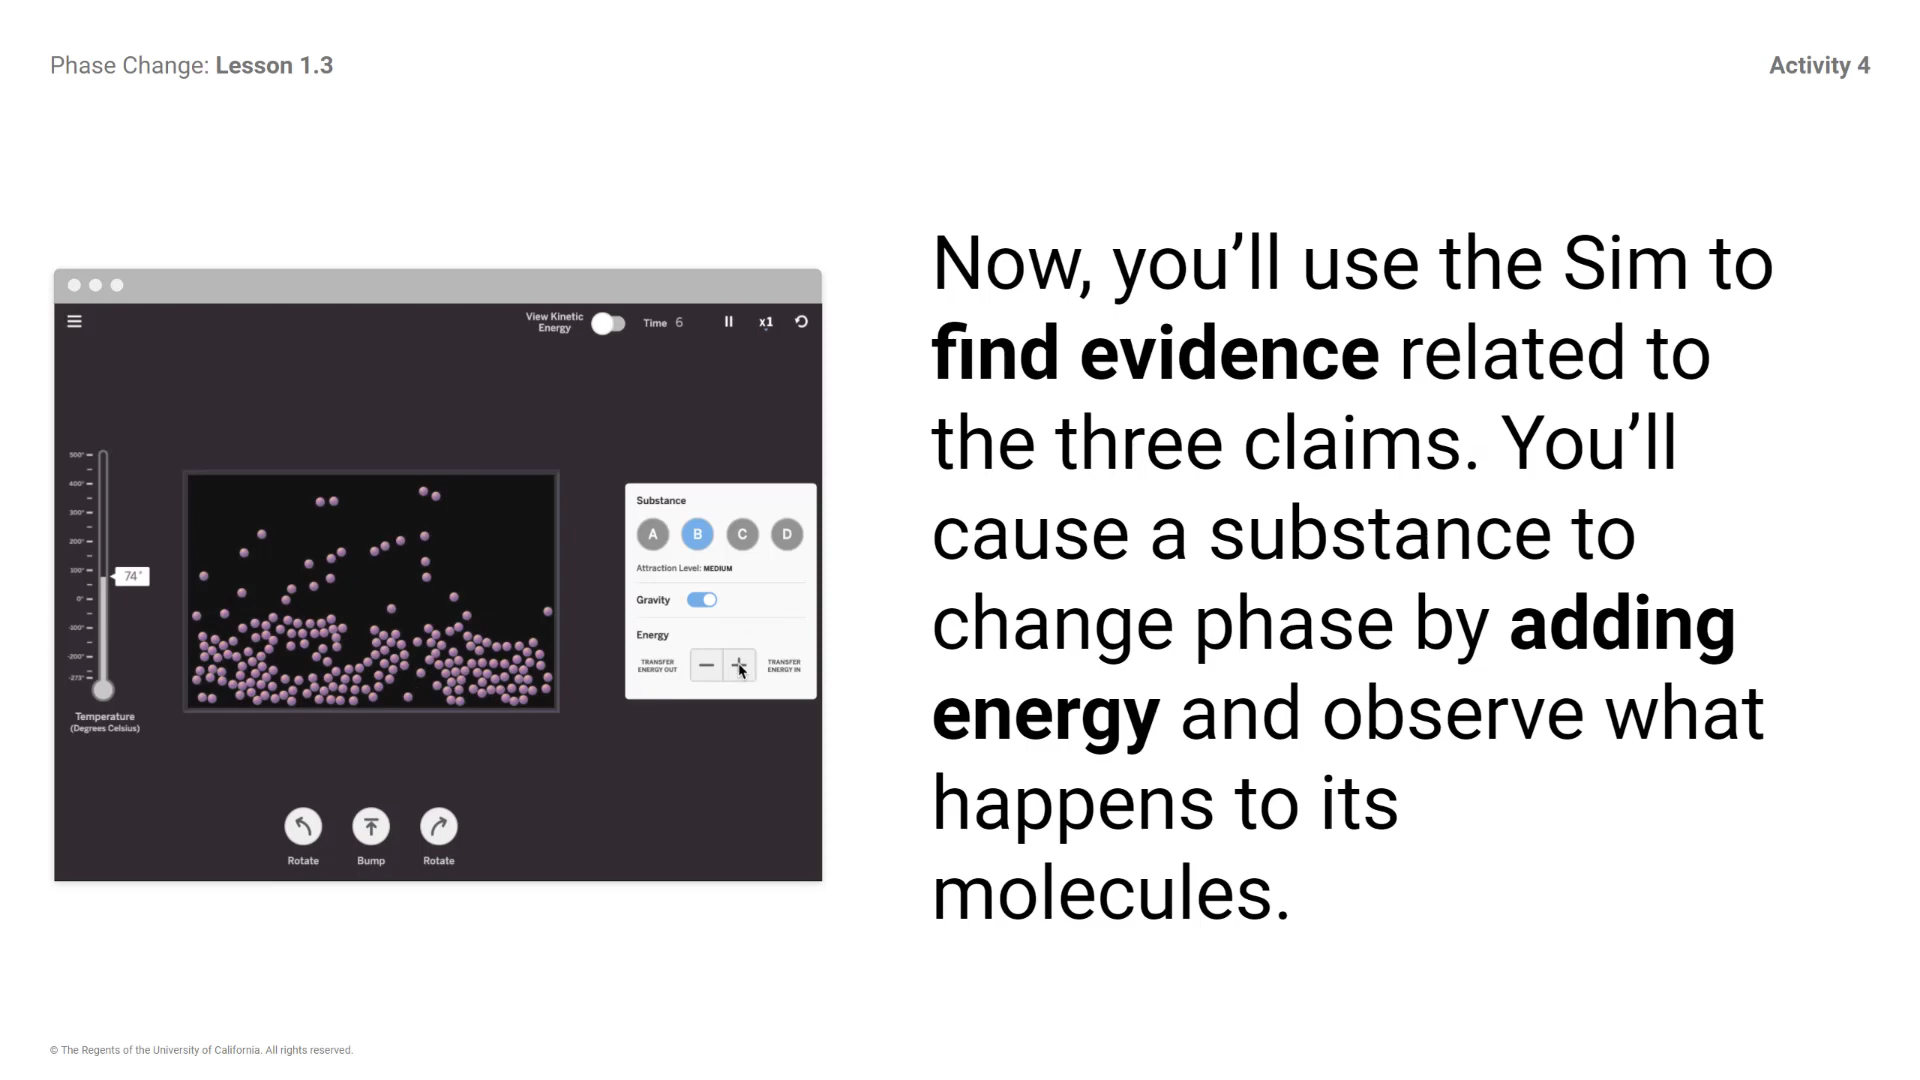 Phase Change: Lesson 1.3
Activity 4
View Kinetic
Energy
Time 6
x1
500°
400°
300°
200°
100°
0°
-100°
-200°
-273°
74°
Temperature
(Degrees Celsius)
Substance
A B C D
Attraction Level: MEDIUM
Gravity
Energy
TRANSFER
ENERGY OUT
TRANSFER
ENERGY IN
Rotate
Bump
Rotate
Now, you’ll use the Sim to
find evidence related to
the three claims. You’ll
cause a substance to
change phase by adding
energy and observe what
happens to its
molecules.
© The Regents of the University of California. All rights reserved.